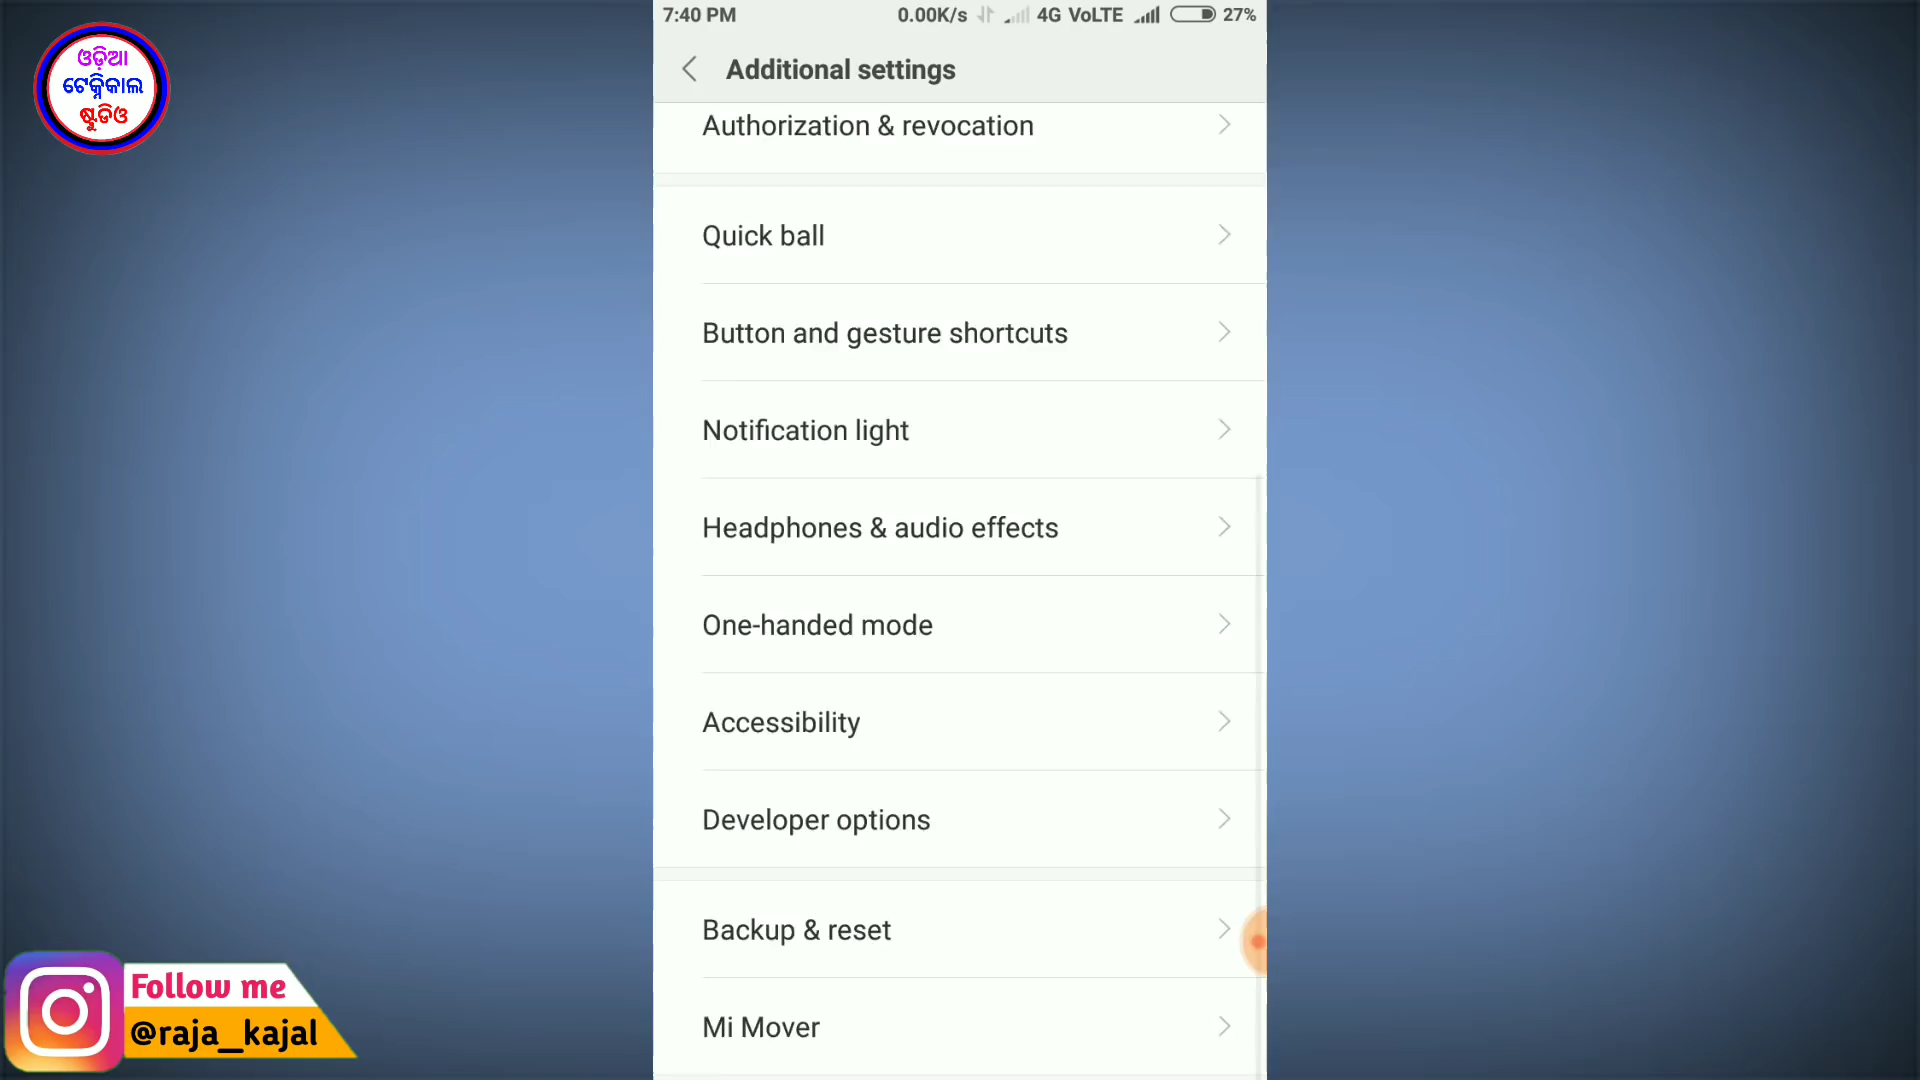 ଓଡ଼ିଆ
ଟେକ୍ନିକାଲ
ଷ୍ଟୁଡିଓ
7:40 PM 0.00K/s 4G VoLTE 27%
Additional settings
Authorization & revocation
Quick ball
Button and gesture shortcuts
Notification light
Headphones & audio effects
One-handed mode
Accessibility
Developer options
Backup & reset
Mi Mover
Follow me
@raja_kajal